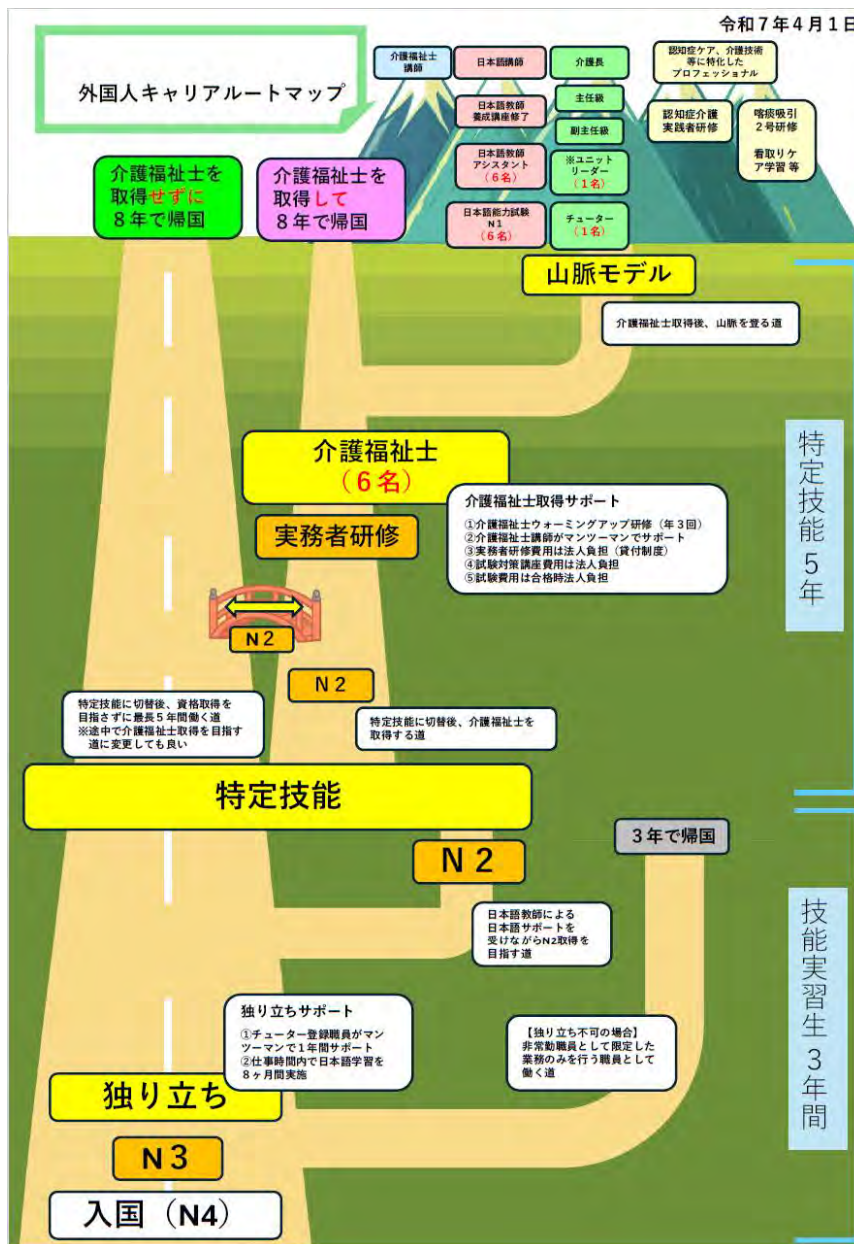 令和７年４月１日
外国人キャリアルートマップ
介護福祉士
講師
日本語講師
日本語教師
養成講座修了
日本語教師
アシスタント
（６名）
日本語能力試験
N１
（６名）
介護長
主任級
副主任級
※ユニット
リーダー
（１名）
チューター
（１名）
認知症ケア、介護技術
等に特化した
プロフェッショナル
認知症介護
実践者研修
喀痰吸引
２号研修
看取りケ
ア学習 等
介護福祉士を
取得せずに
８年で帰国
介護福祉士を
取得して
８年で帰国
山脈モデル
介護福祉士取得後、山脈を登る道
介護福祉士
（６名）
介護福祉士取得サポート
①介護福祉士ウォーミングアップ研修（年３回）
②介護福祉士講師がマンツーマンでサポート
③実務者研修費用は法人負担（貸付制度）
④試験対策講座費用は法人負担
⑤試験費用は合格時法人負担
実務者研修
特定技能 5年
N２
N２
特定技能に切替後、資格取得を
目指さずに最長５年間働く道
※途中で介護福祉士取得を目指す
道に変更しても良い
特定技能に切替後、介護福祉士を
取得する道
特定技能
N２
３年で帰国
日本語教師による
日本語サポートを
受けながらN2取得を
目指す道
技能実習生 3年間
独り立ちサポート
①チューター登録職員がマン
ツーマンで１年間サポート
②仕事時間内で日本語学習を
８ヶ月間実施
【独り立ち不可の場合】
非常勤職員として限定した
業務のみを行う職員として
働く道
独り立ち
N３
入国（N4）